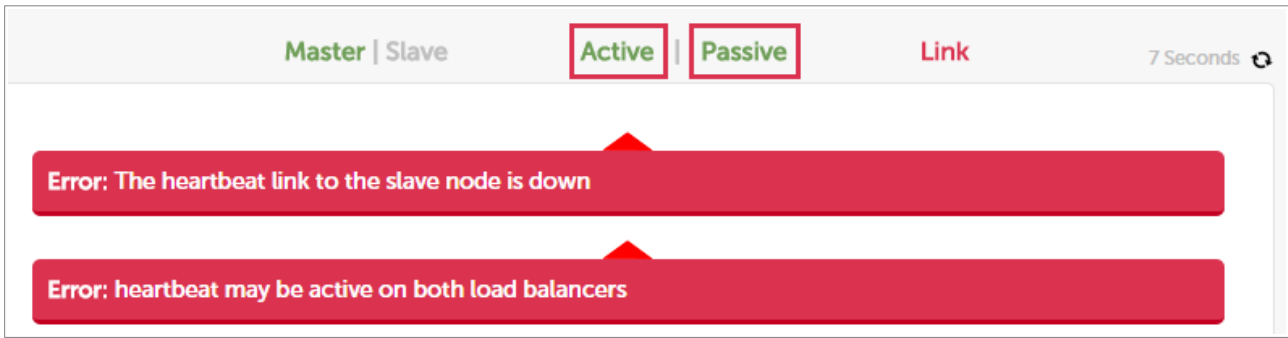 Master | Slave Active | Passive Link 7 Seconds
Error: The heartbeat link to the slave node is down
Error: heartbeat may be active on both load balancers